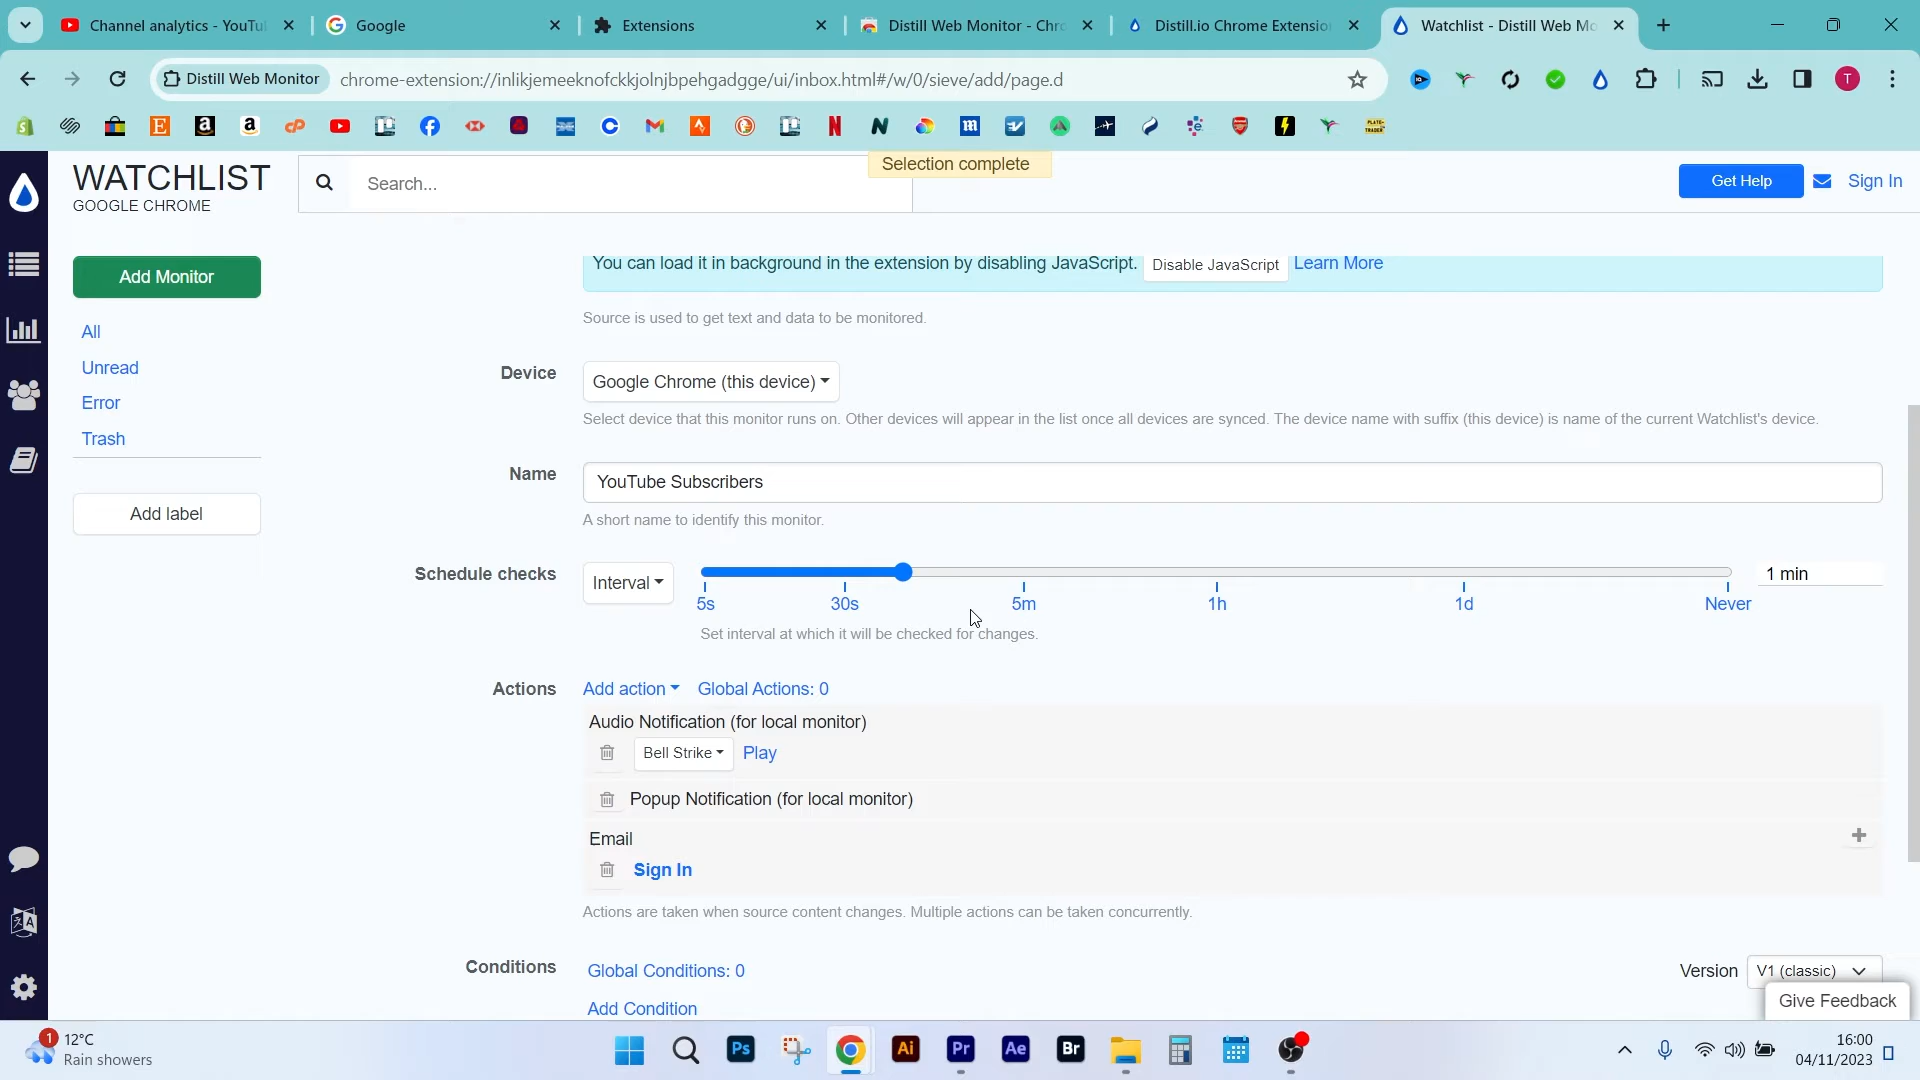 Channel analytics - YouTu
Google
Extensions
Distill Web Monitor - Chro
Distill.io Chrome Extension
Watchlist - Distill Web Mo
Distill Web Monitor
chrome-extension://inlikjemeeknofckkjolnjbpehgadgge/ui/inbox.html#/w/0/sieve/add/page.d
T
WATCHLIST
GOOGLE CHROME
Search...
Selection complete
Get Help
Sign In
Add Monitor
All
Unread
Error
Trash
Add label
You can load it in background in the extension by disabling JavaScript. Disable JavaScript Learn More
Source is used to get text and data to be monitored.
Device
Google Chrome (this device)
Select device that this monitor runs on. Other devices will appear in the list once all devices are synced. The device name with suffix (this device) is name of the current Watchlist's device.
Name
YouTube Subscribers
A short name to identify this monitor.
Schedule checks
Interval
5s 30s 5m 1h 1d Never
1 min
Set interval at which it will be checked for changes.
Actions
Add action Global Actions: 0
Audio Notification (for local monitor)
Bell Strike Play
Popup Notification (for local monitor)
Email
Sign In
Actions are taken when source content changes. Multiple actions can be taken concurrently.
Conditions
Global Conditions: 0
Version V1 (classic)
Add Condition
Give Feedback
1
12°C
Rain showers
Ps
Ai
Pr
Ae
Br
16:00
04/11/2023